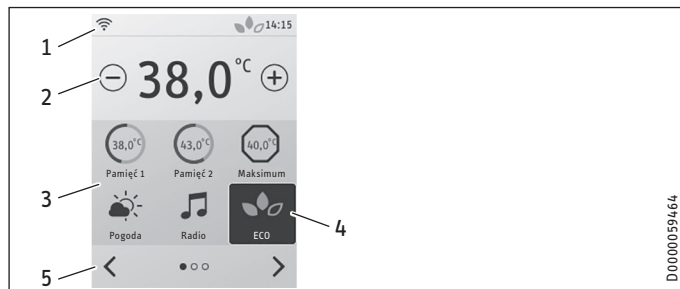 1
14:15
2
38,0 °C
38,0°C 43,0°C 40,0°C
Pamięć 1 Pamięć 2 Maksimum
3
4
Pogoda Radio ECO
5
D0000059464